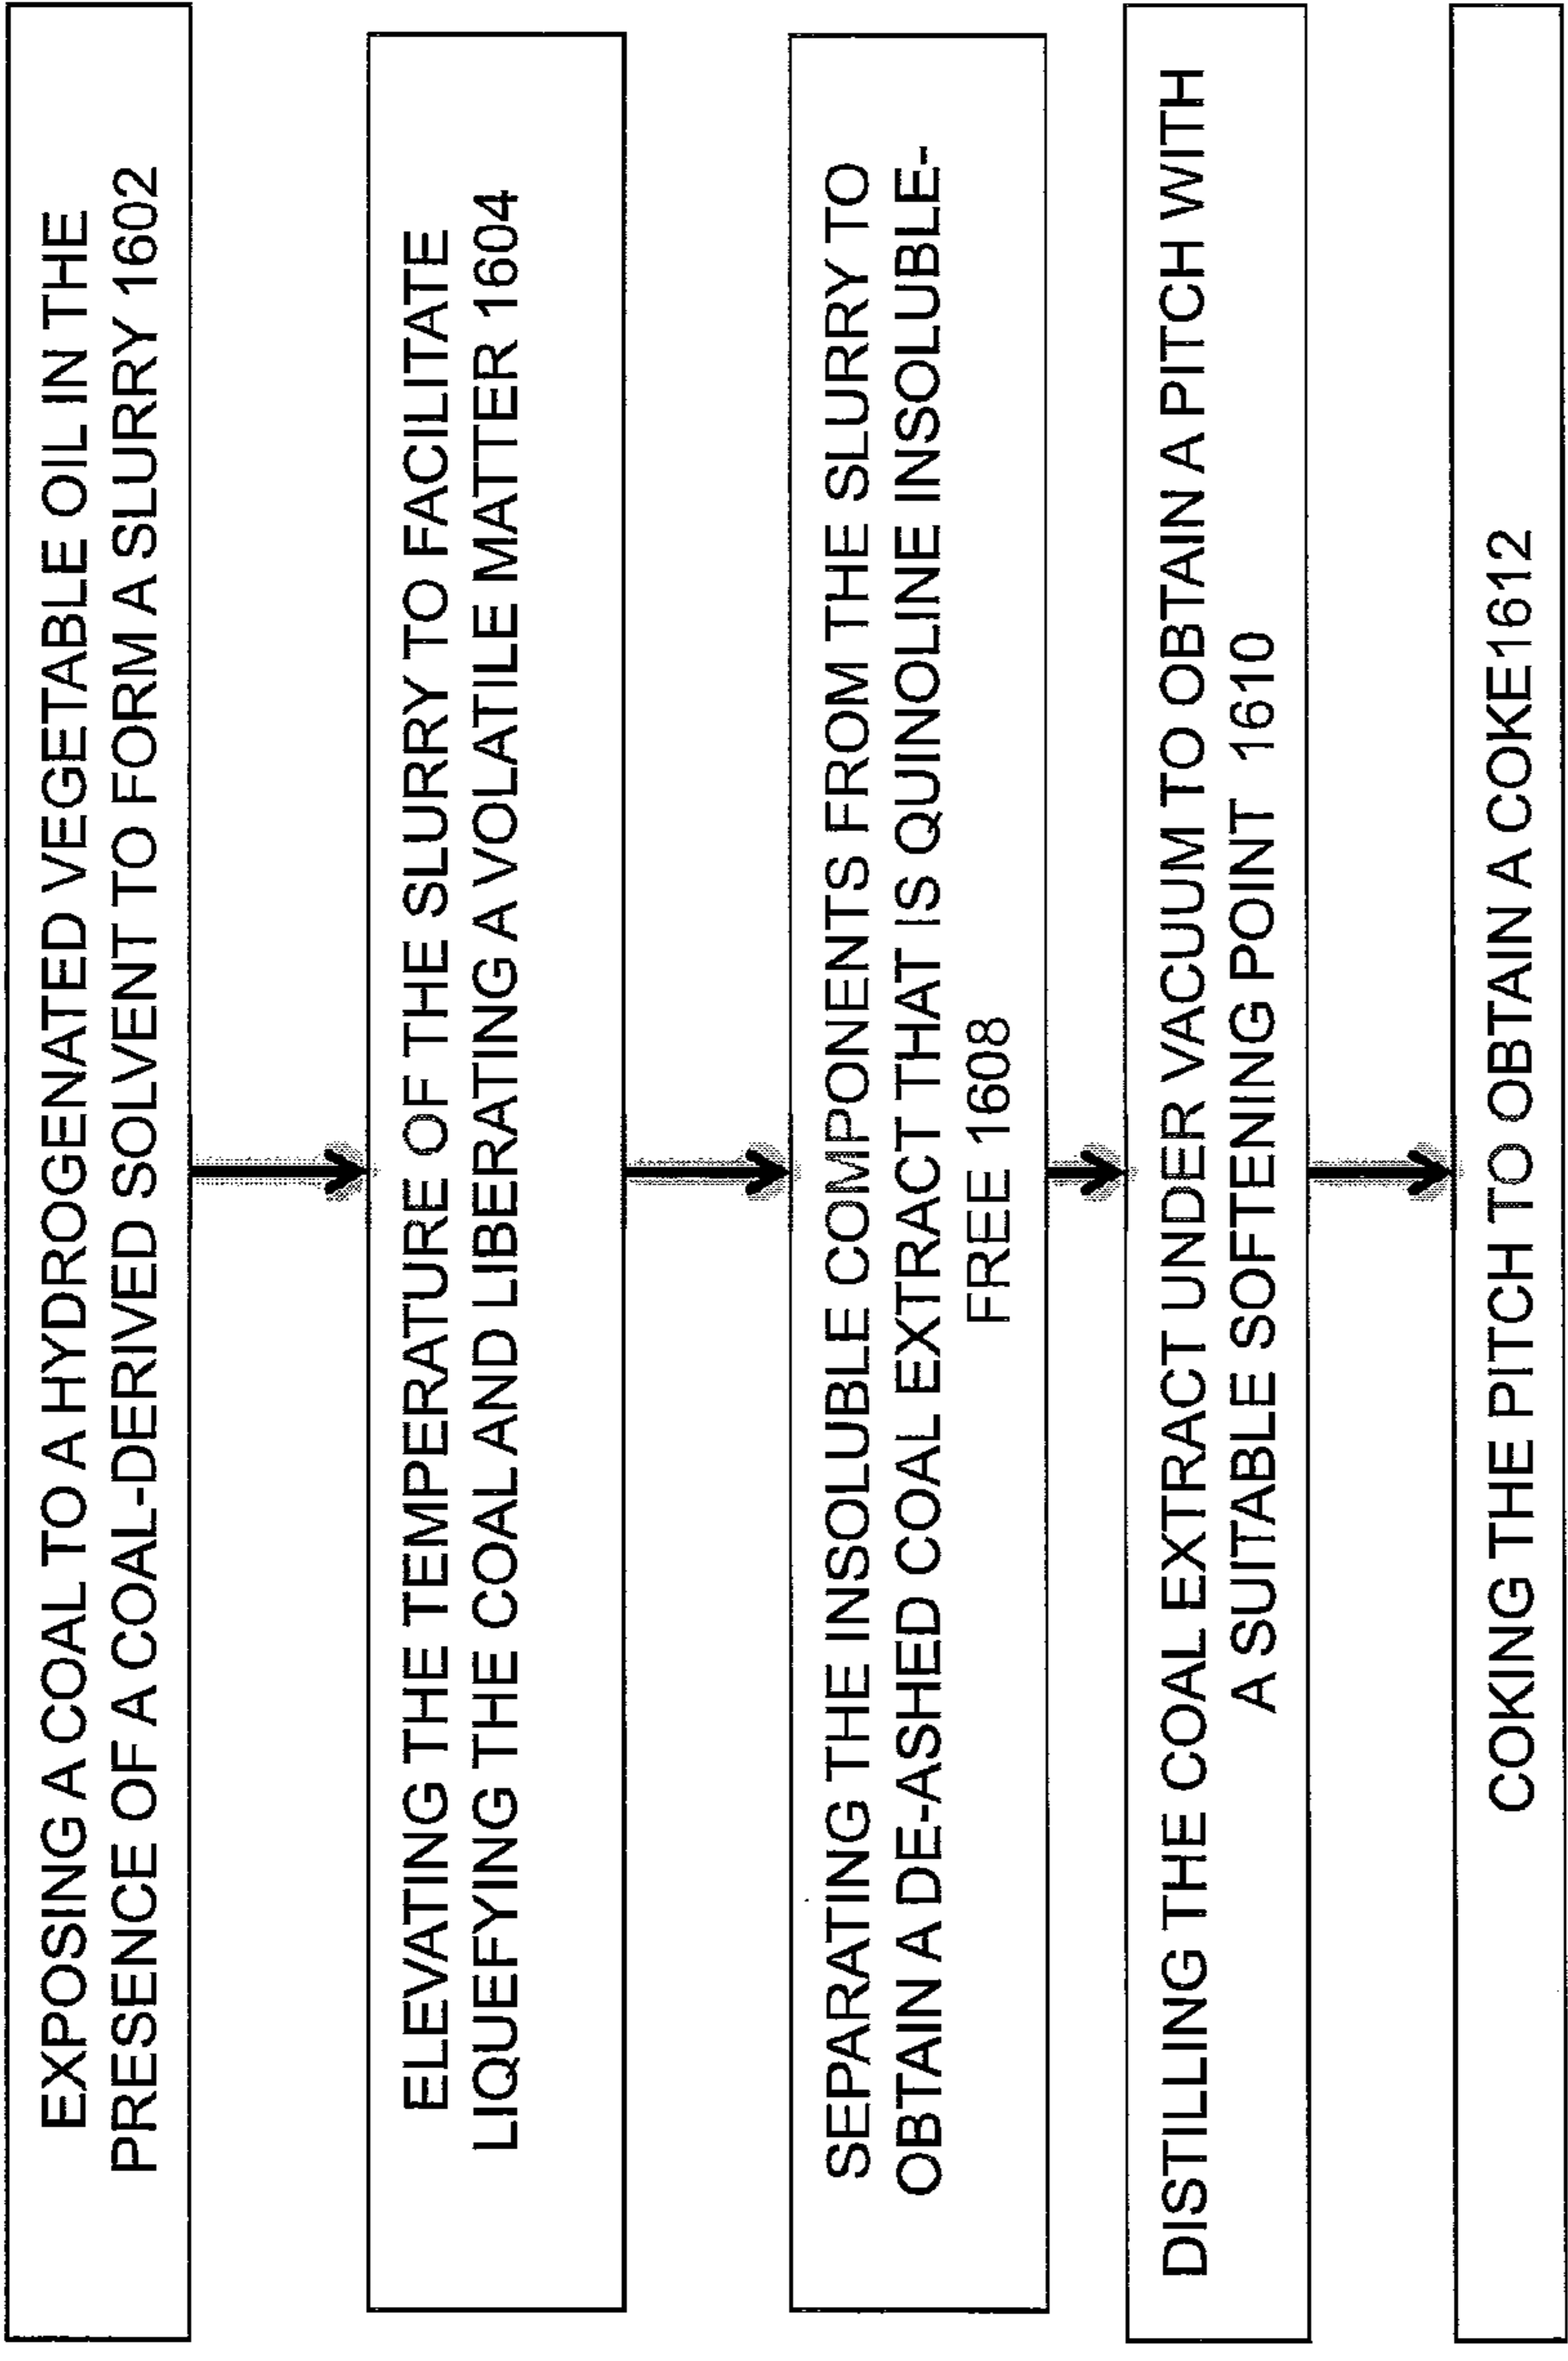 EXPOSING A COAL TO A HYDROGENATED VEGETABLE OIL IN THE
PRESENCE OF A COAL-DERIVED SOLVENT TO FORM A SLURRY 1602
ELEVATING THE TEMPERATURE OF THE SLURRY TO FACILITATE
LIQUEFYING THE COAL AND LIBERATING A VOLATILE MATTER 1604
SEPARATING THE INSOLUBLE COMPONENTS FROM THE SLURRY TO
OBTAIN A DE-ASHED COAL EXTRACT THAT IS QUINOLINE INSOLUBLE-
FREE 1608
DISTILLING THE COAL EXTRACT UNDER VACUUM TO OBTAIN A PITCH WITH
A SUITABLE SOFTENING POINT 1610
COKING THE PITCH TO OBTAIN A COKE1612